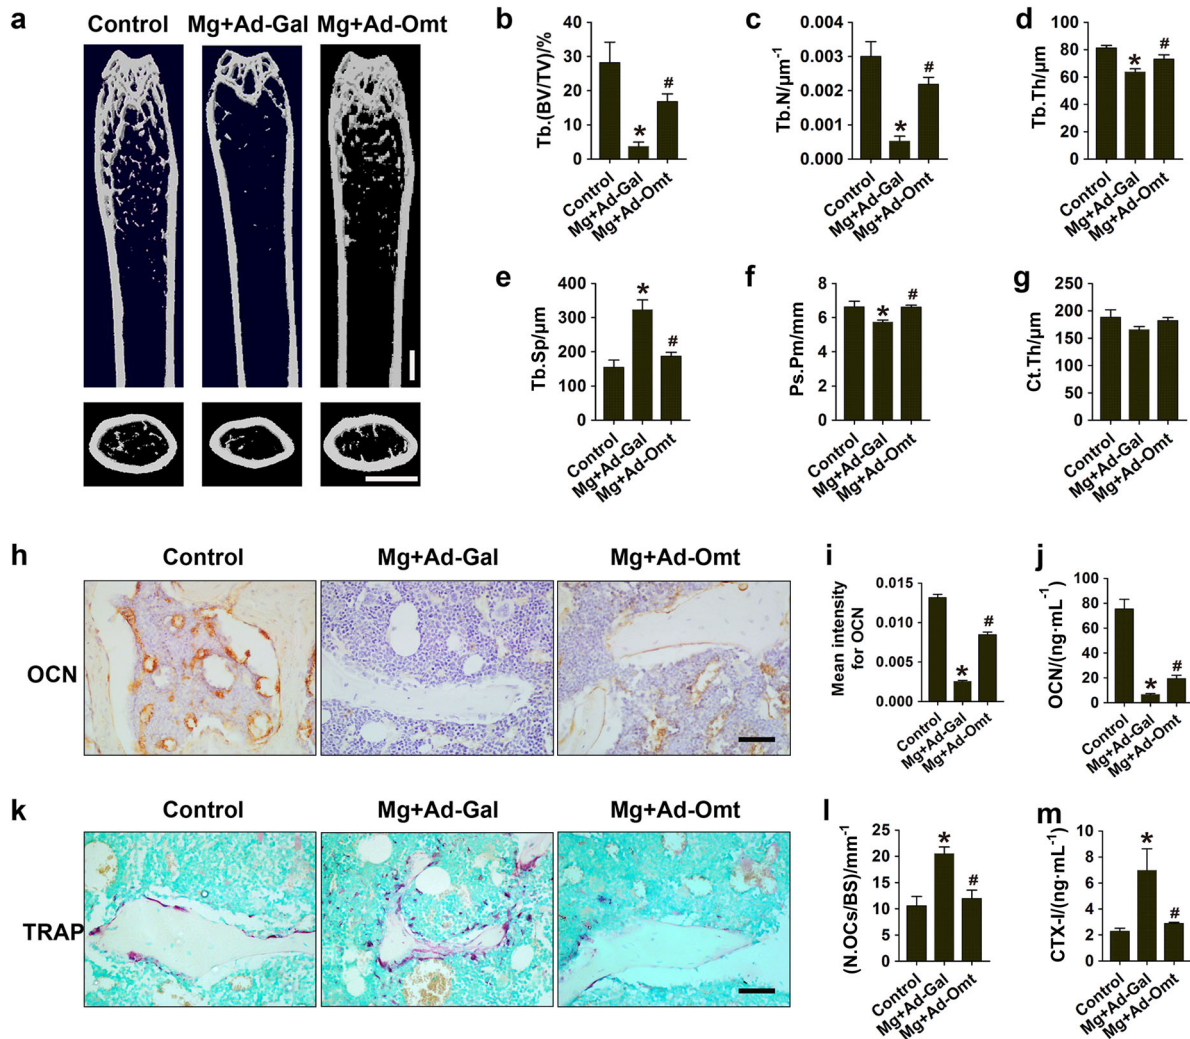 a
Control Mg+Ad-Gal Mg+Ad-Omt
b
Tb.(BV/TV)/%
40
30
20
10
0
*
#
Control
Mg+Ad-Gal
Mg+Ad-Omt
c
Tb.N/µm⁻¹
0.004
0.003
0.002
0.001
0.000
*
#
Control
Mg+Ad-Gal
Mg+Ad-Omt
d
Tb.Th/µm
100
80
60
40
20
0
*
#
Control
Mg+Ad-Gal
Mg+Ad-Omt
e
Tb.Sp/µm
400
300
200
100
0
*
#
Control
Mg+Ad-Gal
Mg+Ad-Omt
f
Ps.Pm/mm
8
6
4
2
0
*
#
Control
Mg+Ad-Gal
Mg+Ad-Omt
g
Ct.Th/µm
250
200
150
100
50
0
Control
Mg+Ad-Gal
Mg+Ad-Omt
h
Control Mg+Ad-Gal Mg+Ad-Omt
OCN
i
Mean intensity
for OCN
0.015
0.010
0.005
0.000
*
#
Control
Mg+Ad-Gal
Mg+Ad-Omt
j
OCN/(ng·mL⁻¹)
100
80
60
40
20
0
*
#
Control
Mg+Ad-Gal
Mg+Ad-Omt
k
Control Mg+Ad-Gal Mg+Ad-Omt
TRAP
l
(N.OCs/BS)/mm⁻¹
25
20
15
10
5
0
*
#
Control
Mg+Ad-Gal
Mg+Ad-Omt
m
CTX-I/(ng·mL⁻¹)
10
8
6
4
2
0
*
#
Control
Mg+Ad-Gal
Mg+Ad-Omt